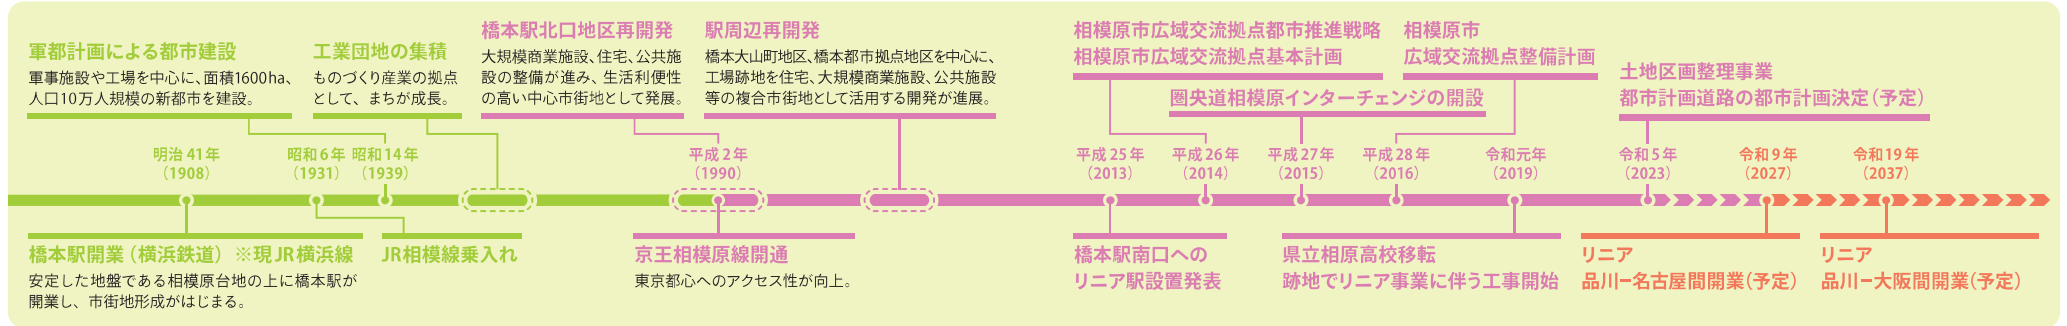 軍都計画による都市建設
軍事施設や工場を中心に、面積1600ha、
人口10万人規模の新都市を建設。
工業団地の集積
ものづくり産業の拠点
として、まちが成長。
橋本駅北口地区再開発
大規模商業施設、住宅、公共施
設の整備が進み、生活利便性
の高い中心市街地として発展。
駅周辺再開発
橋本大山町地区、橋本都市拠点地区を中心に、
工場跡地を住宅、大規模商業施設、公共施設
等の複合市街地として活用する開発が進展。
相模原市広域交流拠点都市推進戦略
相模原市広域交流拠点基本計画
圏央道相模原インターチェンジの開設
相模原市
広域交流拠点整備計画
土地区画整理事業
都市計画道路の都市計画決定（予定）
明治41年
（1908）
昭和6年
（1931）
昭和14年
（1939）
平成2年
（1990）
平成25年
（2013）
平成26年
（2014）
平成27年
（2015）
平成28年
（2016）
令和元年
（2019）
令和5年
（2023）
令和9年
（2027）
令和19年
（2037）
橋本駅開業（横浜鉄道）※現JR横浜線
安定した地盤である相模原台地の上に橋本駅が
開業し、市街地形成がはじまる。
JR相模線乗入れ
京王相模原線開通
東京都心へのアクセス性が向上。
橋本駅南口への
リニア駅設置発表
県立相原高校移転
跡地でリニア事業に伴う工事開始
リニア
品川ー名古屋間開業（予定）
リニア
品川ー大阪間開業（予定）